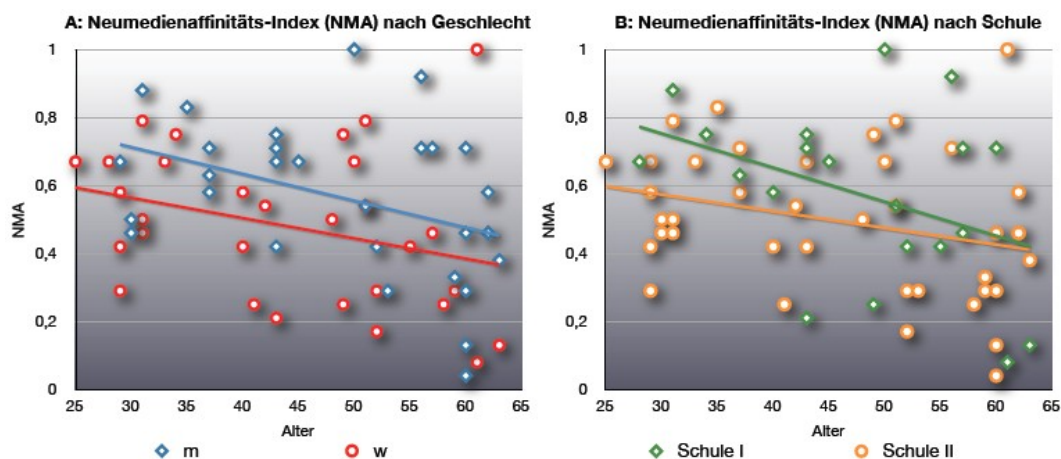 A: Neumedienaffinitäts-Index (NMA) nach Geschlecht
1
0,8
0,6
0,4
0,2
0
NMA
25 30 35 40 45 50 55 60 65
Alter
m w
B: Neumedienaffinitäts-Index (NMA) nach Schule
1
0,8
0,6
0,4
0,2
0
NMA
25 30 35 40 45 50 55 60 65
Alter
Schule I Schule II